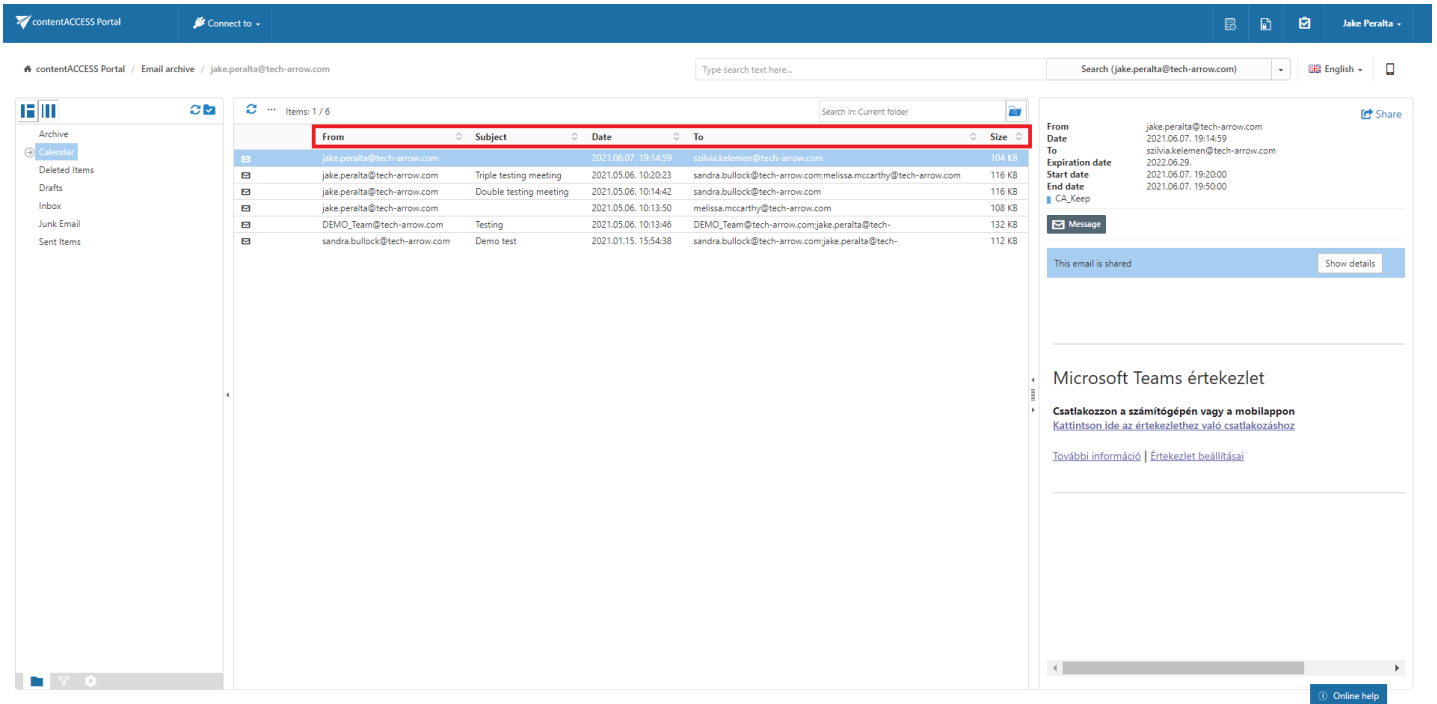 contentACCESS Portal Connect to Jake Peralta
contentACCESS Portal / Email archive / jake.peralta@tech-arrow.com Type search text here... Search (jake.peralta@tech-arrow.com) English
Archive
Calendar
Deleted Items
Drafts
Inbox
Junk Email
Sent Items
Items: 1 / 6 Search in: Current folder
From Subject Date To Size
jake.peralta@tech-arrow.com 2021.06.07. 19:14:59 szilvia.kelemen@tech-arrow.com 104 KB
jake.peralta@tech-arrow.com Triple testing meeting 2021.05.06. 10:20:23 sandra.bullock@tech-arrow.com;melissa.mccarthy@tech-arrow.com 116 KB
jake.peralta@tech-arrow.com Double testing meeting 2021.05.06. 10:14:42 sandra.bullock@tech-arrow.com 116 KB
jake.peralta@tech-arrow.com 2021.05.06. 10:13:50 melissa.mccarthy@tech-arrow.com 108 KB
DEMO_Team@tech-arrow.com Testing 2021.05.06. 10:13:46 DEMO_Team@tech-arrow.com;jake.peralta@tech- 132 KB
sandra.bullock@tech-arrow.com Demo test 2021.01.15. 15:54:38 sandra.bullock@tech-arrow.com;jake.peralta@tech- 112 KB
Share
From jake.peralta@tech-arrow.com
Date 2021.06.07. 19:14:59
To szilvia.kelemen@tech-arrow.com
Expiration date 2022.06.29.
Start date 2021.06.07. 19:20:00
End date 2021.06.07. 19:50:00
CA_Keep
Message
This email is shared Show details
Microsoft Teams értekezlet
Csatlakozzon a számítógépén vagy a mobilappon
Kattintson ide az értekezlethez való csatlakozáshoz
További információ | Értekezlet beállításai
Online help